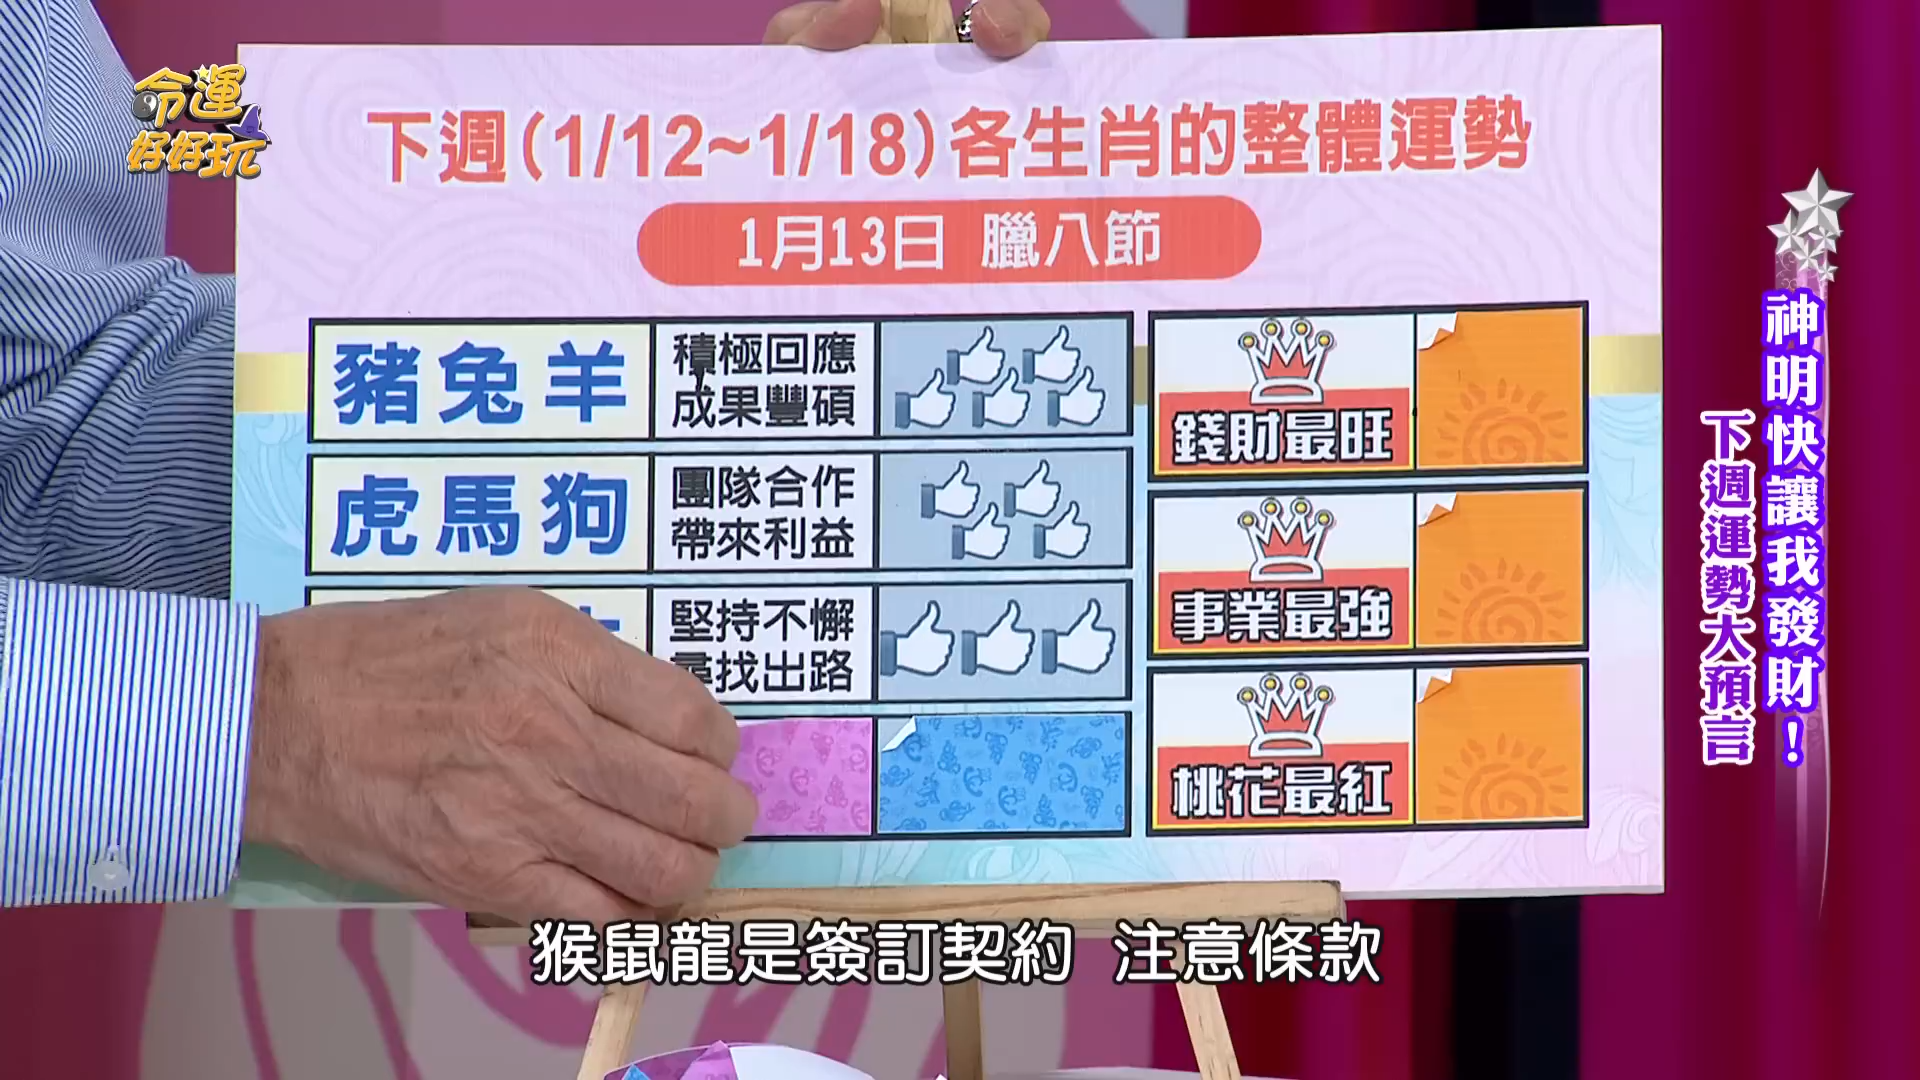 命運
好好玩
下週(1/12~1/18)各生肖的整體運勢
1月13日 臘八節
豬兔羊
積極回應
成果豐碩
虎馬狗
團隊合作
帶來利益
堅持不懈
尋找出路
錢財最旺
事業最強
桃花最紅
神明快讓我發財!
下週運勢大預言
猴鼠龍是簽訂契約 注意條款